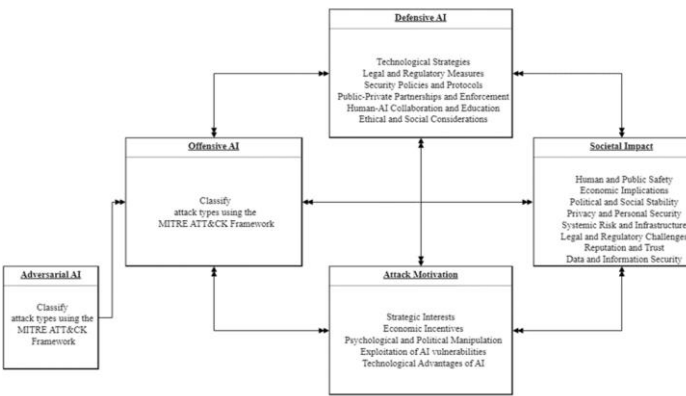 Defensive AI
Technological Strategies
Legal and Regulatory Measures
Security Policies and Protocols
Public-Private Partnerships and Enforcement
Human-AI Collaboration and Education
Ethical and Social Considerations
Offensive AI
Classify
attack types using the
MITRE ATT&CK Framework
Societal Impact
Human and Public Safety
Economic Implications
Political and Social Stability
Privacy and Personal Security
Systemic Risk and Infrastructure
Legal and Regulatory Challenges
Reputation and Trust
Data and Information Security
Adversarial AI
Classify
attack types using the
MITRE ATT&CK
Framework
Attack Motivation
Strategic Interests
Economic Incentives
Psychological and Political Manipulation
Exploitation of AI vulnerabilities
Technological Advantages of AI